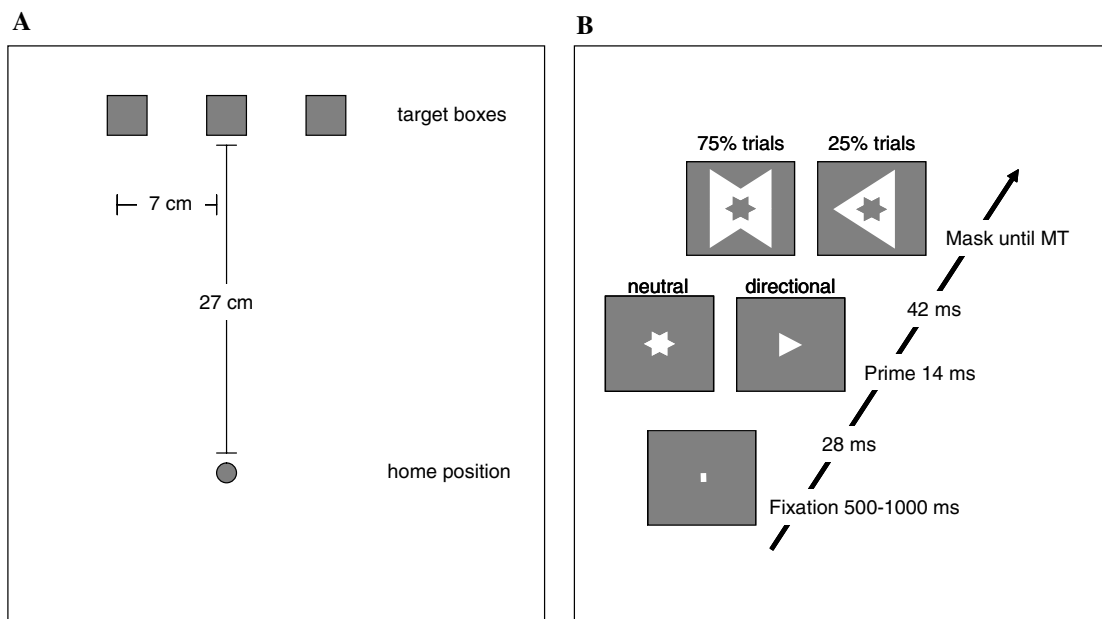 A
target boxes
7 cm
27 cm
home position
B
75% trials
25% trials
Mask until MT
neutral
directional
42 ms
Prime 14 ms
28 ms
Fixation 500-1000 ms